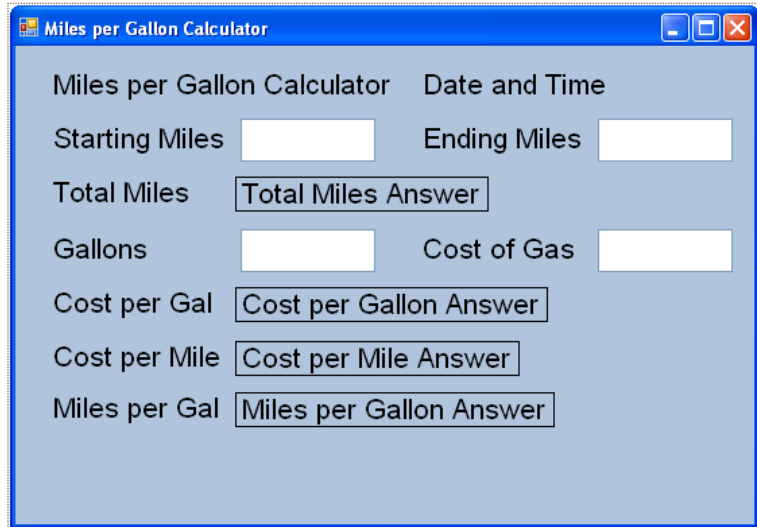 Miles per Gallon Calculator
Miles per Gallon Calculator Date and Time
Starting Miles Ending Miles
Total Miles Total Miles Answer
Gallons Cost of Gas
Cost per Gal Cost per Gallon Answer
Cost per Mile Cost per Mile Answer
Miles per Gal Miles per Gallon Answer